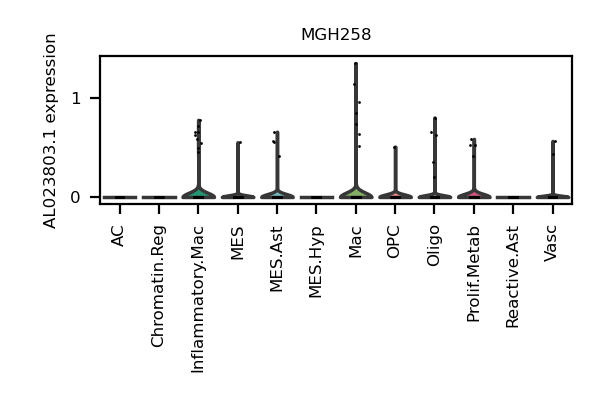 MGH258
AL023803.1 expression
1
0
AC
Chromatin.Reg
Inflammatory.Mac
MES
MES.Ast
MES.Hyp
Mac
OPC
Oligo
Prolif.Metab
Reactive.Ast
Vasc